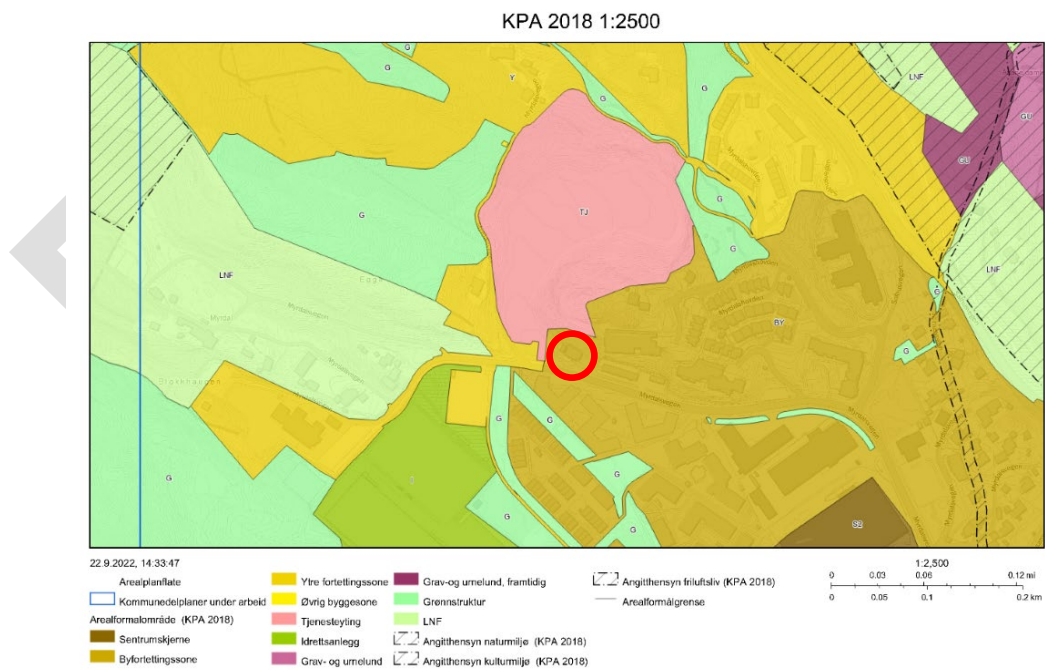 KPA 2018 1:2500
G
G
Y
G
G
LNF
GU
GU
G
TJ
G
G
LNF
LNF
Myrdalsvegen
Myrdal
BY
G
G
G
G
G
G
G
G
S2
22.9.2022, 14:33:47
Arealplanflate
Kommunedelplaner under arbeid
Arealformålområde (KPA 2018)
Sentrumskjerne
Byfortettingssone
Ytre fortettingssone
Øvrig byggesone
Tjenesteyting
Idrettsanlegg
Grav- og urnelund
Grav-og urnelund, framtidig
Grønnstruktur
LNF
Angitthensyn naturmiljø (KPA 2018)
Angitthensyn kulturmiljø (KPA 2018)
Angitthensyn friluftsliv (KPA 2018)
Arealformålgrense
1:2,500
0 0.03 0.06 0.12 mi
0 0.05 0.1 0.2 km